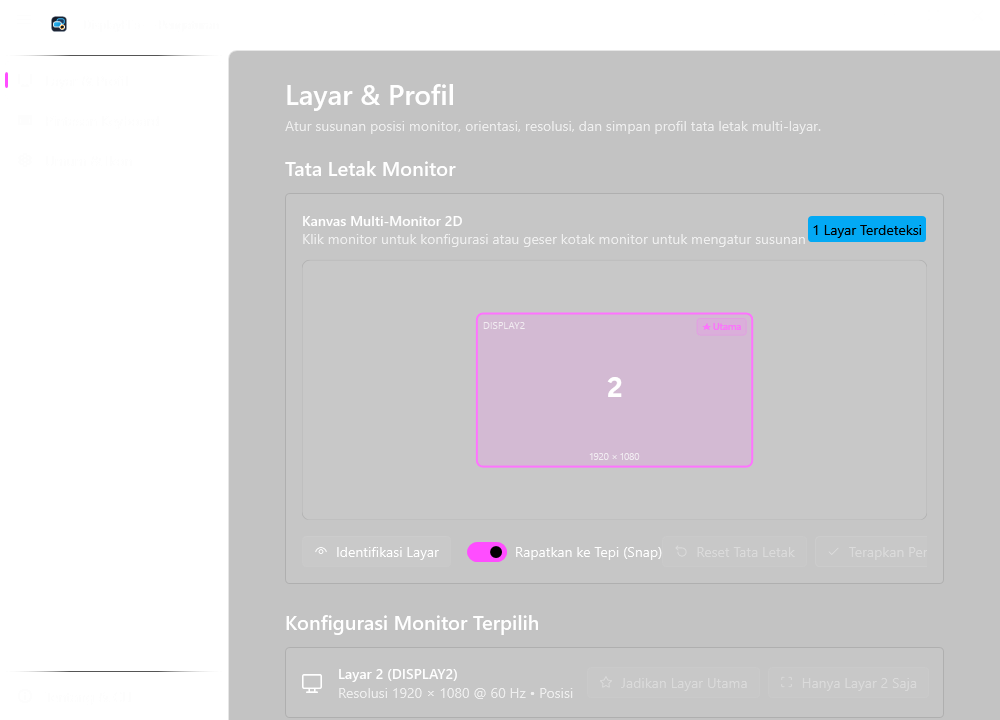 Layar & Profil
Atur susunan posisi monitor, orientasi, resolusi, dan simpan profil tata letak multi-layar.
Tata Letak Monitor
Kanvas Multi-Monitor 2D
Klik monitor untuk konfigurasi atau geser kotak monitor untuk mengatur susunan
1 Layar Terdeteksi
DISPLAY2
Utama
2
1920 × 1080
Identifikasi Layar
Rapatkan ke Tepi (Snap)
Reset Tata Letak
Terapkan Per
Konfigurasi Monitor Terpilih
Layar 2 (DISPLAY2)
Resolusi 1920 × 1080 @ 60 Hz • Posisi
Jadikan Layar Utama
Hanya Layar 2 Saja